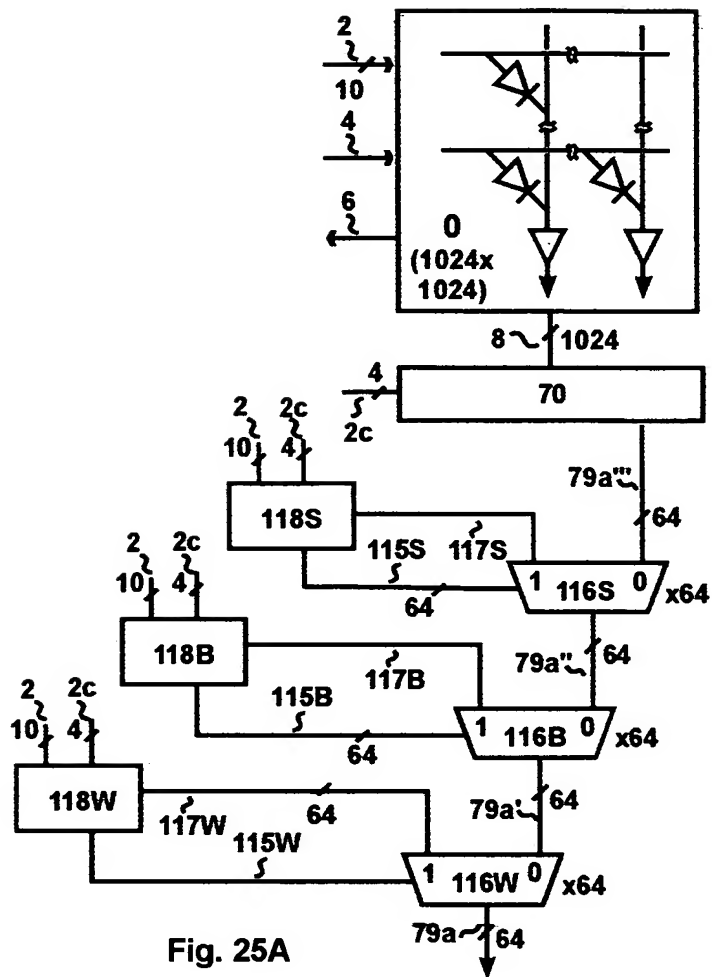 2
10
4
6
0
(1024x
1024)
8
1024
4
2c
70
79a'''
64
2
10
2c
4
118S
117S
115S
64
1
116S
0
x64
2
10
2c
4
118B
117B
115B
64
79a''
64
1
116B
0
x64
2
10
2c
4
118W
117W
64
115W
79a'
64
1
116W
0
x64
79a
64
Fig. 25A